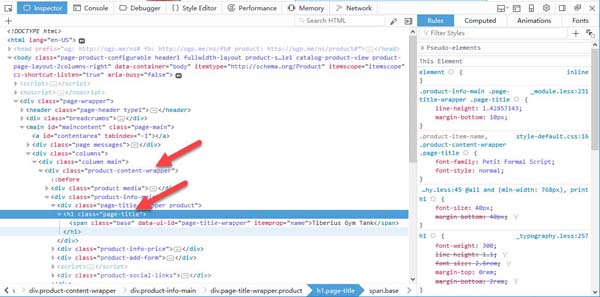 Inspector
Console
Debugger
Style Editor
Performance
Memory
Network
Search HTML
<!DOCTYPE html>
<html lang="en-US">
<head prefix="og: http://ogp.me/ns# fb: http://ogp.me/ns/fb# product: http://ogp.me/ns/product#"></head>
<body class="page-product-configurable header1 fullwidth-layout catalog-product-view
page-layout-2columns-right" data-container="body" itemtype="http://schema.org/Product" itemscope="itemscope"
cz-shortcut-listen="true" aria-busy="false">
<script></script>
<noscript></noscript>
<div class="page-wrapper">
<header class="page-header type1"></header>
<div class="breadcrumbs"></div>
<main id="maincontent" class="page-main">
<a id="contentarea" tabindex="-1"></a>
<div class="page messages"></div>
<div class="columns">
<div class="column main">
<div class="product-content-wrapper">
::before
<div class="product media"></div>
<div class="product-info-
<div class="page-title- product">
<h1 class="page-title">
<span class="base" data-ui-id="page-title-wrapper" itemprop="name">Tiberius Gym Tank</span>
</h1>
</div>
<div class="product-info-price"></div>
<div class="product-add-form"></div>
<div class="product-social-links"></div>
div.product-content-wrapper
div.product-info-main
div.page-title-wrapper.product
h1.page-title
span.base
Rules
Computed
Animations
Fonts
Filter Styles
Pseudo-elements
This Element
element {
inline
}
.product-info-main .page-
_module.less:231
title-wrapper .page-title {
line-height: 1.42857143;
margin-bottom: 10px;
}
.product-item-name,
style-default.css:16
.product-content-wrapper
.page-title {
font-family: Petit Formal Script;
font-style: normal;
}
…hy.less:45 @all and (min-width: 768px), print
h1 {
font-size: 40px;
margin-bottom: 40px;
}
h1 {
_typography.less:31
font-weight: 300;
line-height: 1.1;
font-size: 2.6rem;
margin-top: 0rem;
margin-bottom: 2rem;